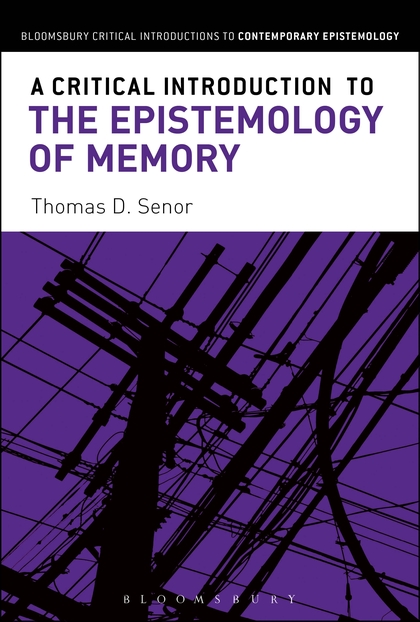 BLOOMSBURY CRITICAL INTRODUCTIONS TO CONTEMPORARY EPISTEMOLOGY
A CRITICAL INTRODUCTION TO
THE EPISTEMOLOGY
OF MEMORY
Thomas D. Senor
BLOOMSBURY